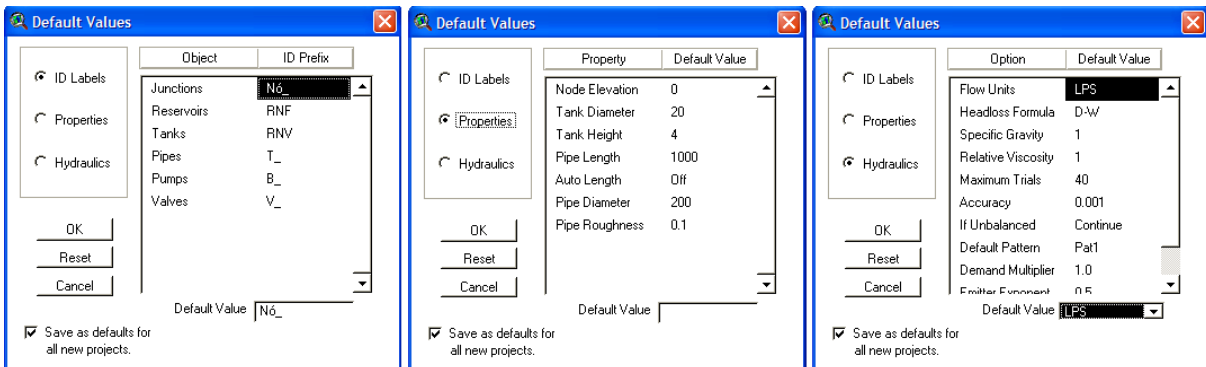 Default Values
ID Labels
Properties
Hydraulics
OK
Reset
Cancel
Object ID Prefix
Junctions Nó_
Reservoirs RNF
Tanks RNV
Pipes T_
Pumps B_
Valves V_
Default Value Nó_
Save as defaults for
all new projects.
Default Values
ID Labels
Properties
Hydraulics
OK
Reset
Cancel
Property Default Value
Node Elevation 0
Tank Diameter 20
Tank Height 4
Pipe Length 1000
Auto Length Off
Pipe Diameter 200
Pipe Roughness 0.1
Default Value
Save as defaults for
all new projects.
Default Values
ID Labels
Properties
Hydraulics
OK
Reset
Cancel
Option Default Value
Flow Units LPS
Headloss Formula D-W
Specific Gravity 1
Relative Viscosity 1
Maximum Trials 40
Accuracy 0.001
If Unbalanced Continue
Default Pattern Pat1
Demand Multiplier 1.0
Emitter Exponent 0.5
Default Value LPS
Save as defaults for
all new projects.